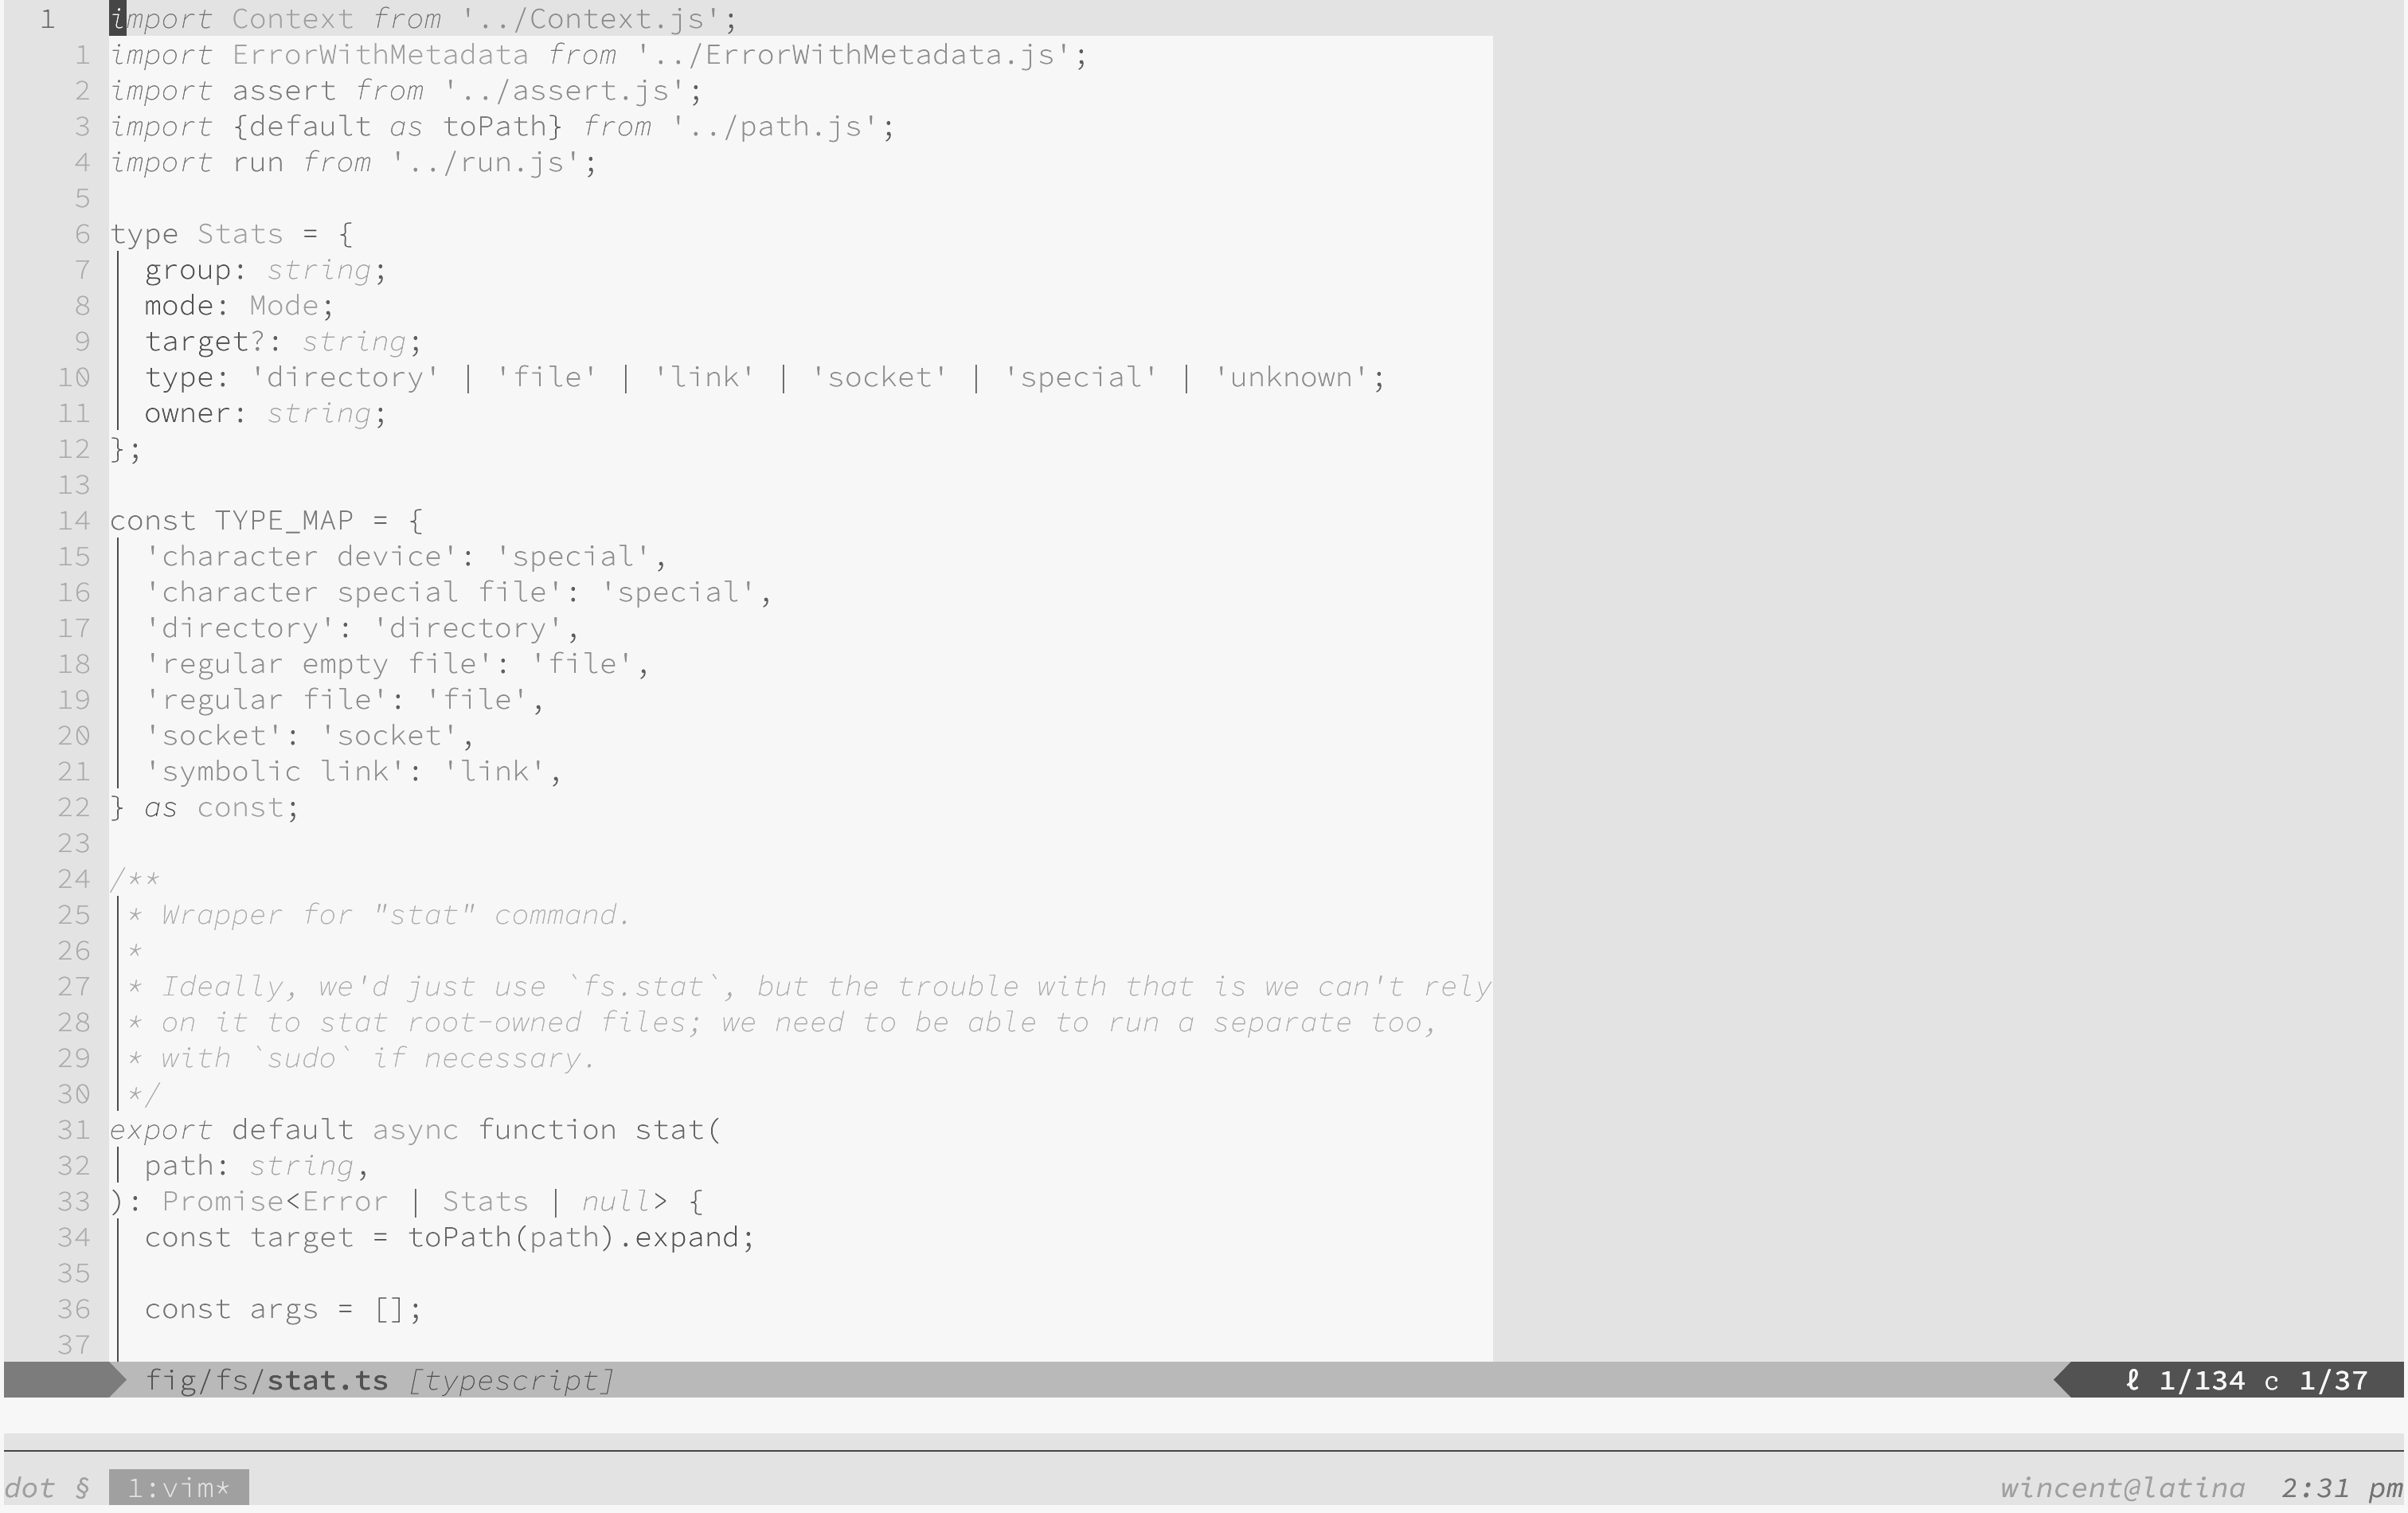 1 import Context from '../Context.js';
1 import ErrorWithMetadata from '../ErrorWithMetadata.js';
2 import assert from '../assert.js';
3 import {default as toPath} from '../path.js';
4 import run from '../run.js';
5
6 type Stats = {
7   group: string;
8   mode: Mode;
9   target?: string;
10   type: 'directory' | 'file' | 'link' | 'socket' | 'special' | 'unknown';
11   owner: string;
12 };
13
14 const TYPE_MAP = {
15   'character device': 'special',
16   'character special file': 'special',
17   'directory': 'directory',
18   'regular empty file': 'file',
19   'regular file': 'file',
20   'socket': 'socket',
21   'symbolic link': 'link',
22 } as const;
23
24 /**
25  * Wrapper for "stat" command.
26  *
27  * Ideally, we'd just use `fs.stat`, but the trouble with that is we can't rely
28  * on it to stat root-owned files; we need to be able to run a separate too,
29  * with `sudo` if necessary.
30  */
31 export default async function stat(
32   path: string,
33 ): Promise<Error | Stats | null> {
34   const target = toPath(path).expand;
35
36   const args = [];
37
fig/fs/stat.ts [typescript] ℓ 1/134 c 1/37
dot § 1:vim* wincent@latina 2:31 pm